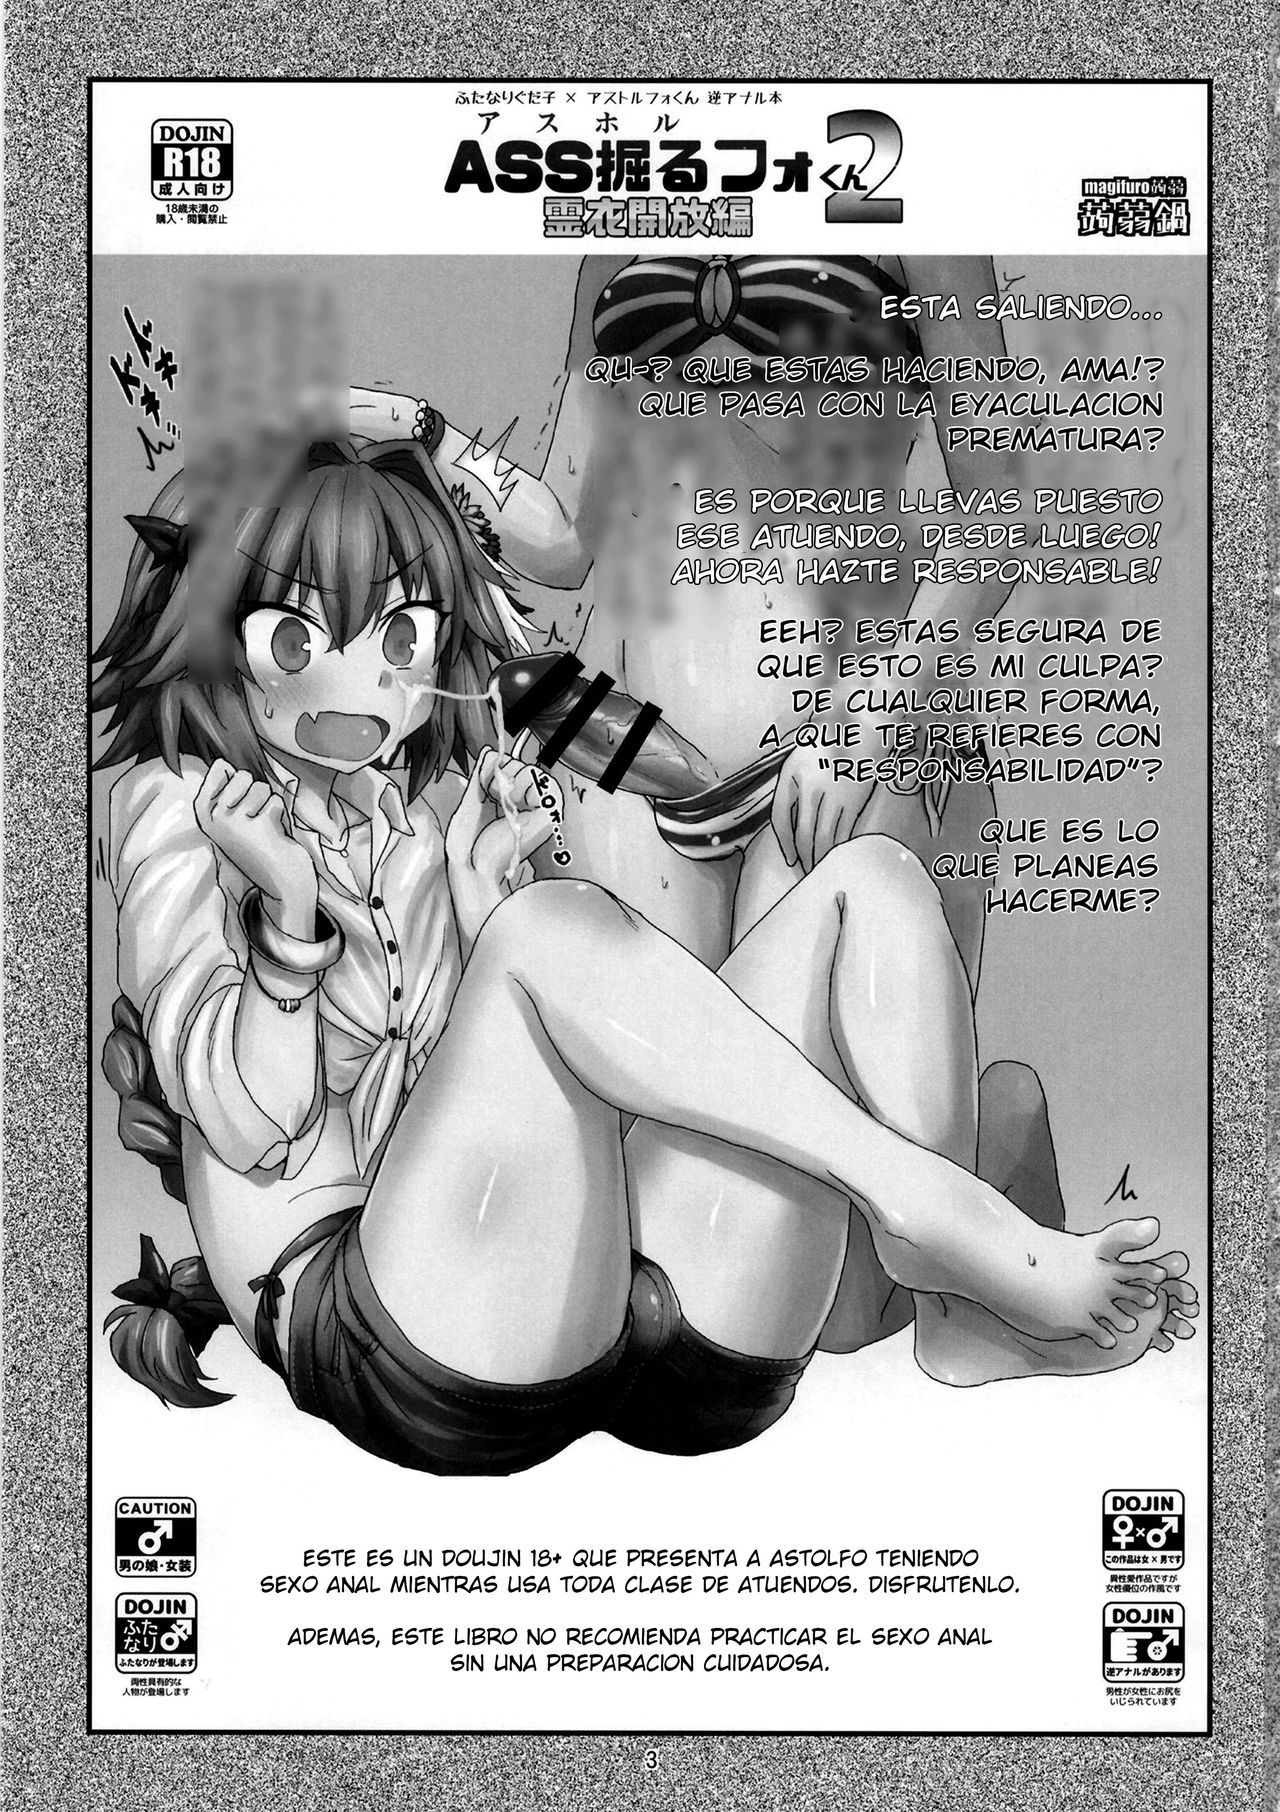 ふたなりぐだ子 × アストルフォくん 逆アナル本
アスホル
ASS掘るフォくん2
霊衣開放編
DOJIN
R18
成人向け
18歳未満の
購入・閲覧禁止
magifuro蒟蒻
蒟蒻鍋
ドドドキキ
ESTA SALIENDO...
QU-? QUE ESTAS HACIENDO, AMA!?
QUE PASA CON LA EYACULACION
PREMATURA?
ES PORQUE LLEVAS PUESTO
ESE ATUENDO, DESDE LUEGO!
AHORA HAZTE RESPONSABLE!
EEH? ESTAS SEGURA DE
QUE ESTO ES MI CULPA?
DE CUALQUIER FORMA,
A QUE TE REFIERES CON
“RESPONSABILIDAD”?
QUE ES LO
QUE PLANEAS
HACERME?
ドロォ...♡
CAUTION
男の娘・女装
DOJIN
ふたなり
ふたなりが登場します
両性具有的な
人物が登場します
ESTE ES UN DOUJIN 18+ QUE PRESENTA A ASTOLFO TENIENDO
SEXO ANAL MIENTRAS USA TODA CLASE DE ATUENDOS. DISFRUTENLO.
ADEMAS, ESTE LIBRO NO RECOMIENDA PRACTICAR EL SEXO ANAL
SIN UNA PREPARACION CUIDADOSA.
DOJIN
♀×♂
この作品は女×男です
異性愛作品ですが
女性優位の作風です
DOJIN
逆アナルがあります
男性が女性にお尻を
いじられています
3